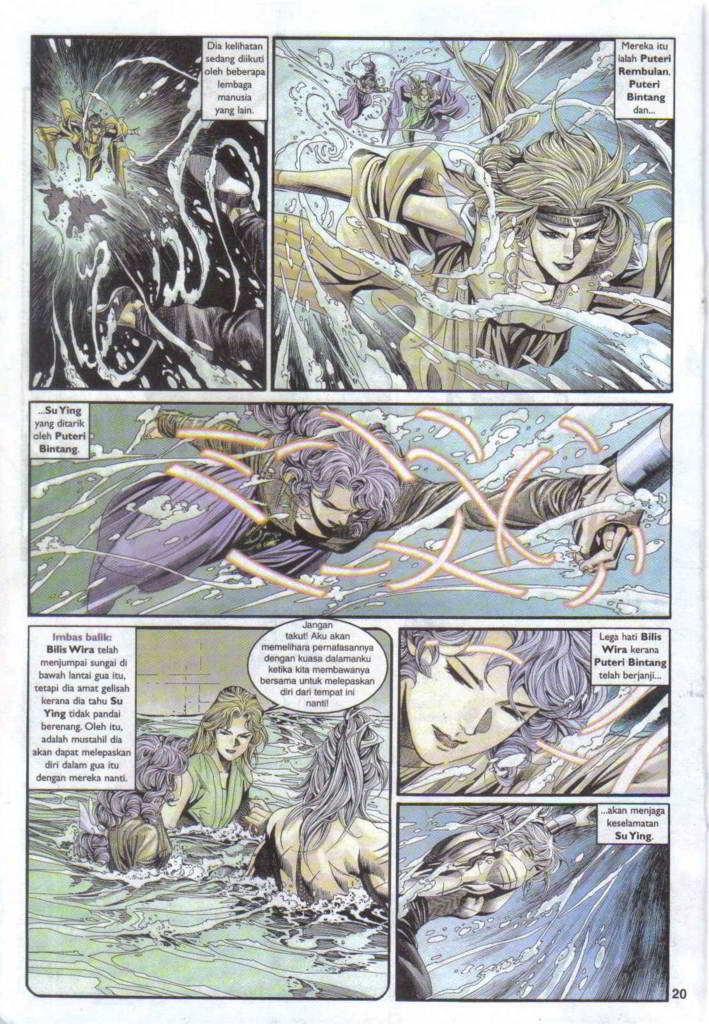 Dia kelihatan
sedang diikuti
oleh beberapa
lembaga
manusia
yang lain.
Mereka itu
ialah Puteri
Rembulan,
Puteri
Bintang
dan...
...Su Ying
yang ditarik
oleh Puteri
Bintang.
Imbas balik:
Bilis Wira telah
menjumpai sungai di
bawah lantai gua itu,
tetapi dia amat gelisah
kerana dia tahu Su
Ying tidak pandai
berenang. Oleh itu,
adalah mustahil dia
akan dapat melepaskan
diri dalam gua itu
dengan mereka nanti.
Jangan
takut! Aku akan
memelihara pernafasannya
dengan kuasa dalamanku
ketika kita membawanya
bersama untuk melepaskan
diri dari tempat ini
nanti!
Lega hati Bilis
Wira kerana
Puteri Bintang
telah berjanji...
...akan menjaga
keselamatan
Su Ying.
20